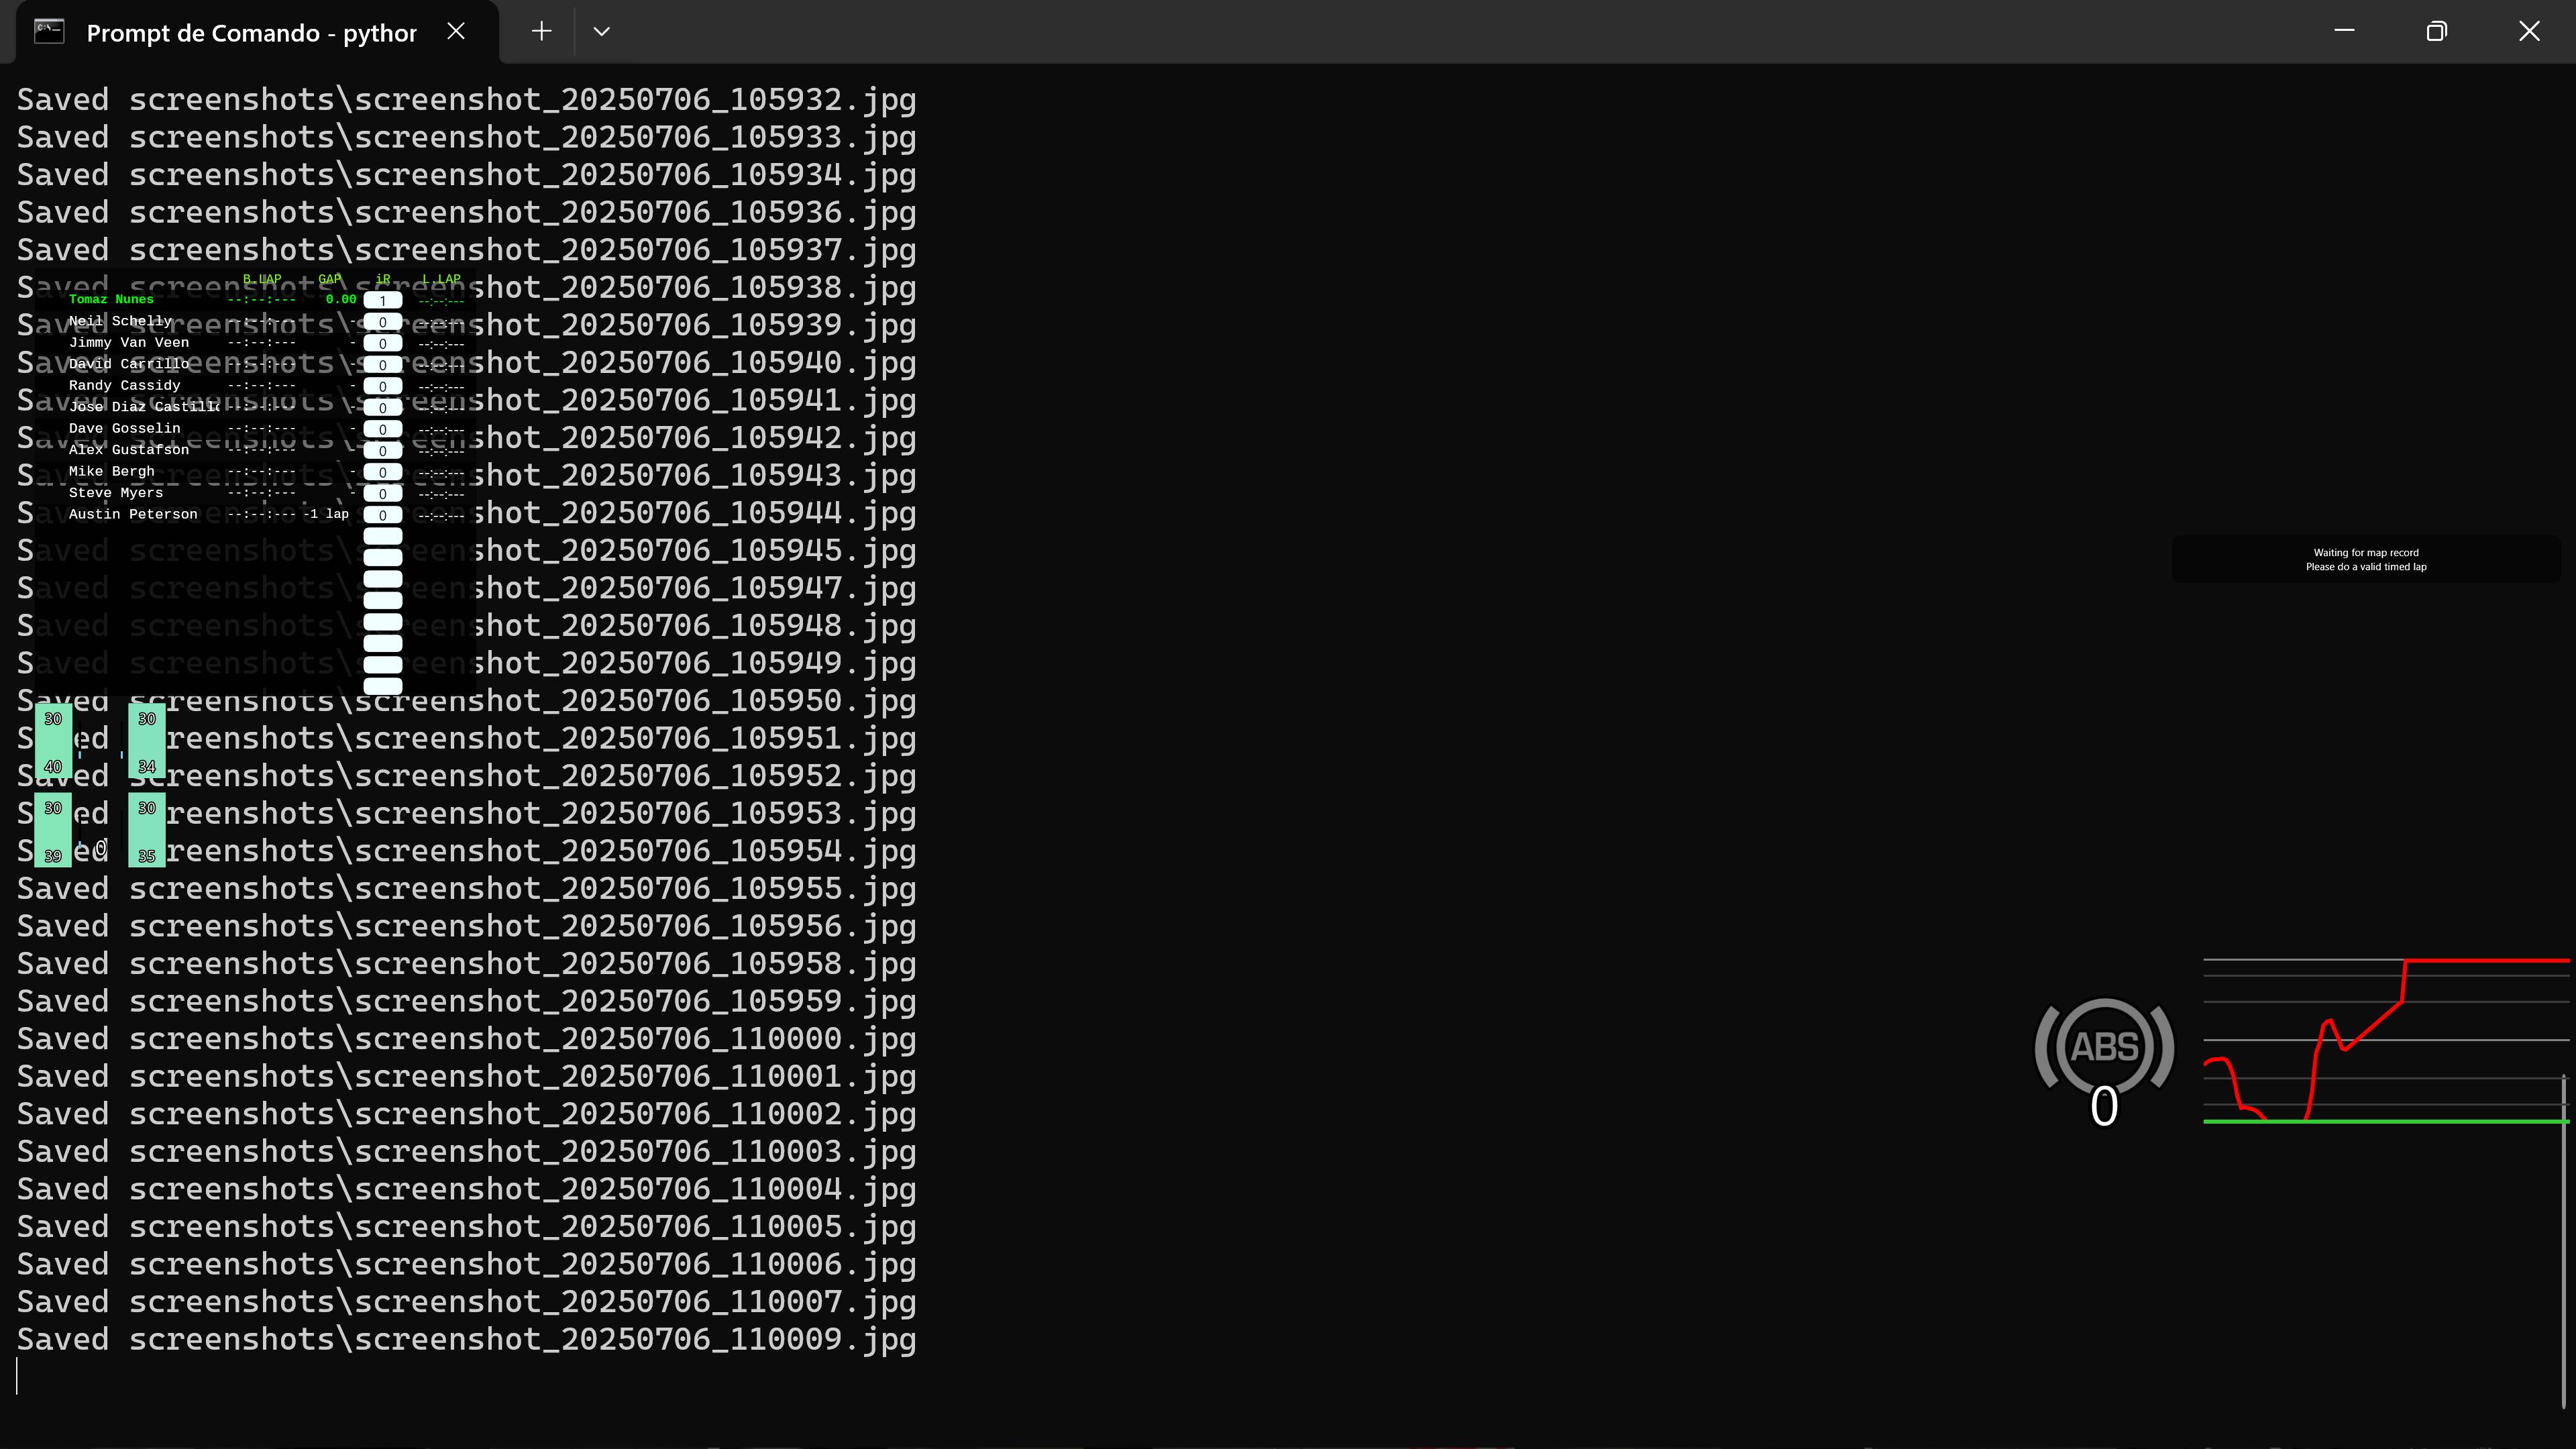 Prompt de Comando - pythor
Saved screenshots\screenshot_20250706_105932.jpg
Saved screenshots\screenshot_20250706_105933.jpg
Saved screenshots\screenshot_20250706_105934.jpg
Saved screenshots\screenshot_20250706_105936.jpg
Saved screenshots\screenshot_20250706_105937.jpg
Saved screenshots\screenshot_20250706_105938.jpg
Saved screenshots\screenshot_20250706_105939.jpg
Saved screenshots\screenshot_20250706_105940.jpg
Saved screenshots\screenshot_20250706_105941.jpg
Saved screenshots\screenshot_20250706_105942.jpg
Saved screenshots\screenshot_20250706_105943.jpg
Saved screenshots\screenshot_20250706_105944.jpg
Saved screenshots\screenshot_20250706_105945.jpg
Saved screenshots\screenshot_20250706_105947.jpg
Saved screenshots\screenshot_20250706_105948.jpg
Saved screenshots\screenshot_20250706_105949.jpg
Saved screenshots\screenshot_20250706_105950.jpg
Saved screenshots\screenshot_20250706_105951.jpg
Saved screenshots\screenshot_20250706_105952.jpg
Saved screenshots\screenshot_20250706_105953.jpg
Saved screenshots\screenshot_20250706_105954.jpg
Saved screenshots\screenshot_20250706_105955.jpg
Saved screenshots\screenshot_20250706_105956.jpg
Saved screenshots\screenshot_20250706_105958.jpg
Saved screenshots\screenshot_20250706_105959.jpg
Saved screenshots\screenshot_20250706_110000.jpg
Saved screenshots\screenshot_20250706_110001.jpg
Saved screenshots\screenshot_20250706_110002.jpg
Saved screenshots\screenshot_20250706_110003.jpg
Saved screenshots\screenshot_20250706_110004.jpg
Saved screenshots\screenshot_20250706_110005.jpg
Saved screenshots\screenshot_20250706_110006.jpg
Saved screenshots\screenshot_20250706_110007.jpg
Saved screenshots\screenshot_20250706_110009.jpg
B.LAP GAP iR L.LAP
Tomaz Nunes --:--:--- 0.00 1 --:--:---
Neil Schelly --:--:--- - 0 --:--:---
Jimmy Van Veen --:--:--- - 0 --:--:---
David Carrillo --:--:--- - 0 --:--:---
Randy Cassidy --:--:--- - 0 --:--:---
Jose Diaz Castillo --:--:--- - 0 --:--:---
Dave Gosselin --:--:--- - 0 --:--:---
Alex Gustafson --:--:--- - 0 --:--:---
Mike Bergh --:--:--- - 0 --:--:---
Steve Myers --:--:--- - 0 --:--:---
Austin Peterson --:--:--- -1 lap 0 --:--:---
30 30
40 34
30 30
0
39 35
Waiting for map record
Please do a valid timed lap
ABS
0